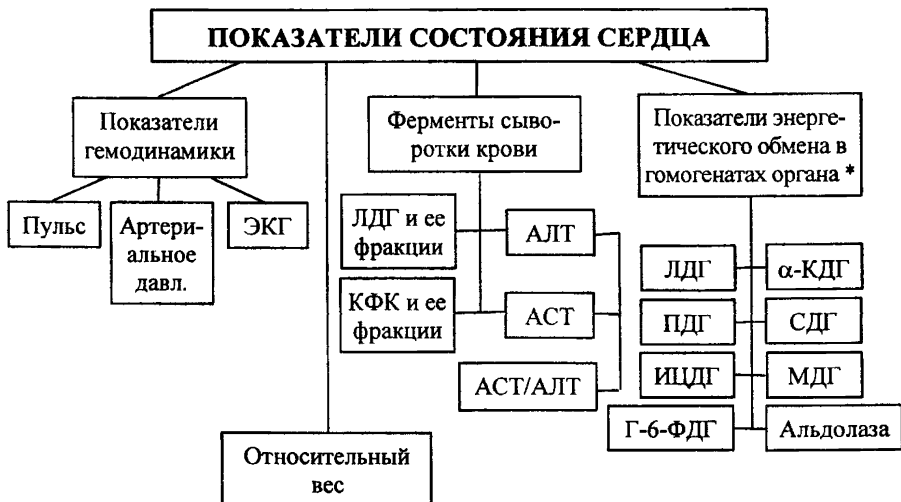 ПОКАЗАТЕЛИ СОСТОЯНИЯ СЕРДЦА
Показатели
гемодинамики
Пульс
Артери-
альное
давл.
ЭКГ
Относительный
вес
Ферменты сыво-
ротки крови
ЛДГ и ее
фракции
АЛТ
КФК и ее
фракции
АСТ
АСТ/АЛТ
Показатели энерге-
тического обмена в
гомогенатах органа *
ЛДГ
α-КДГ
ПДГ
СДГ
ИЦДГ
МДГ
Г-6-ФДГ
Альдолаза